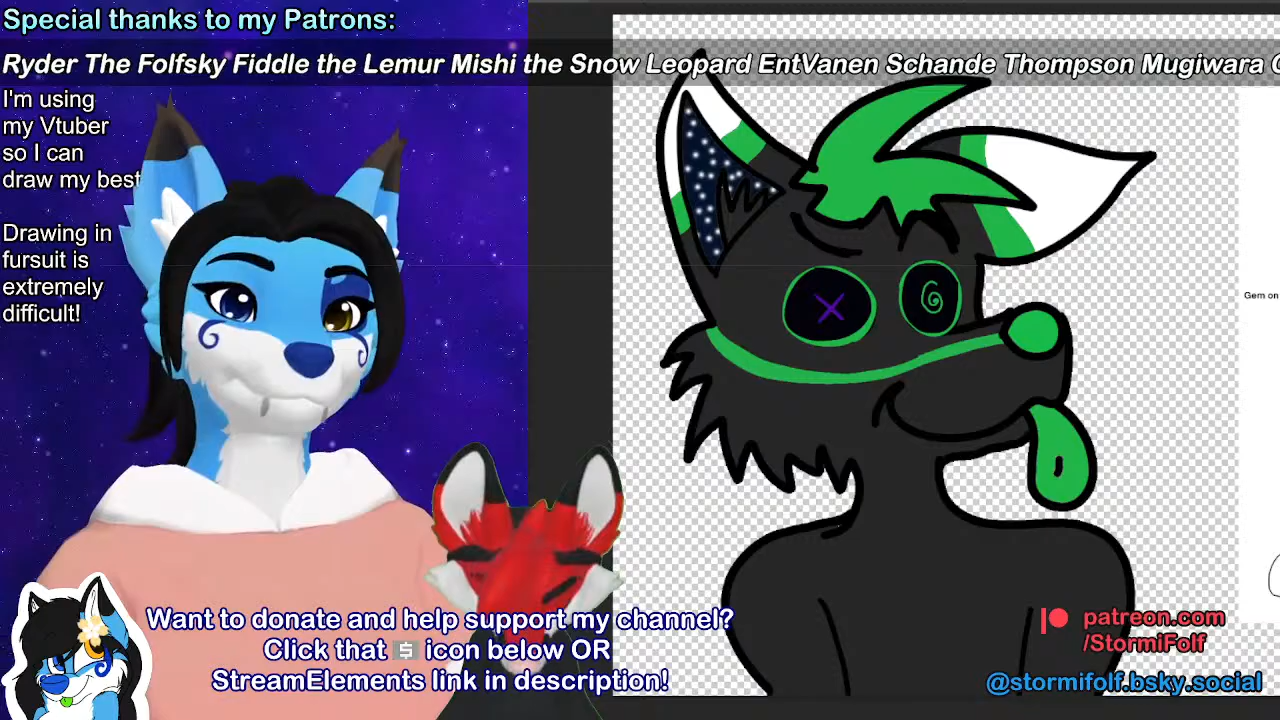 Special thanks to my Patrons:
Ryder The Folfsky Fiddle the Lemur Mishi the Snow Leopard EntVanen Schande Thompson Mugiwara
I'm using
my Vtuber
so I can
draw my best
Drawing in
fursuit is
extremely
difficult!
Gem on
Want to donate and help support my channel?
Click that S icon below OR
StreamElements link in description!
patreon.com
/StormiFolf
@stormifolf.bsky.social